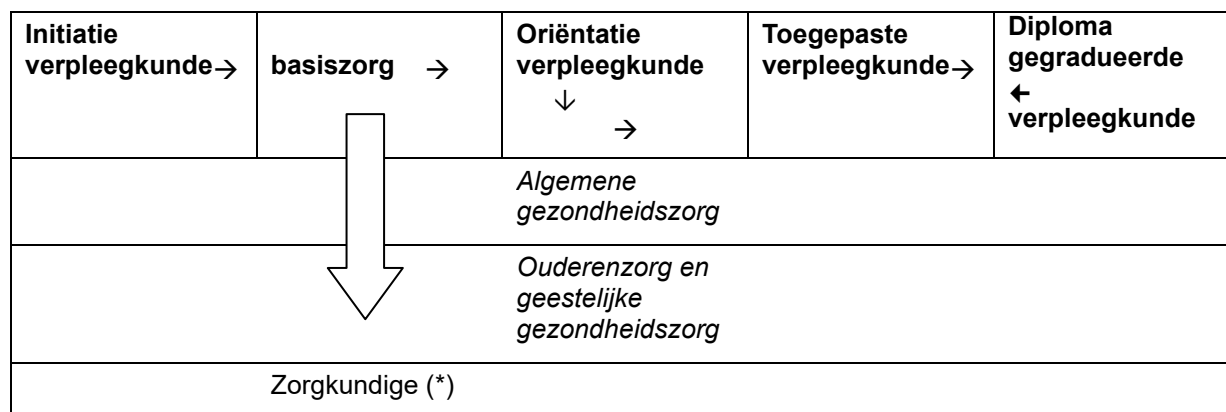 Initiatie
verpleegkunde→
basiszorg →
Oriëntatie
verpleegkunde
↓
→
Toegepaste
verpleegkunde→
Diploma
gegradueerde
←
verpleegkunde
Algemene
gezondheidszorg
Ouderenzorg en
geestelijke
gezondheidszorg
Zorgkundige (*)